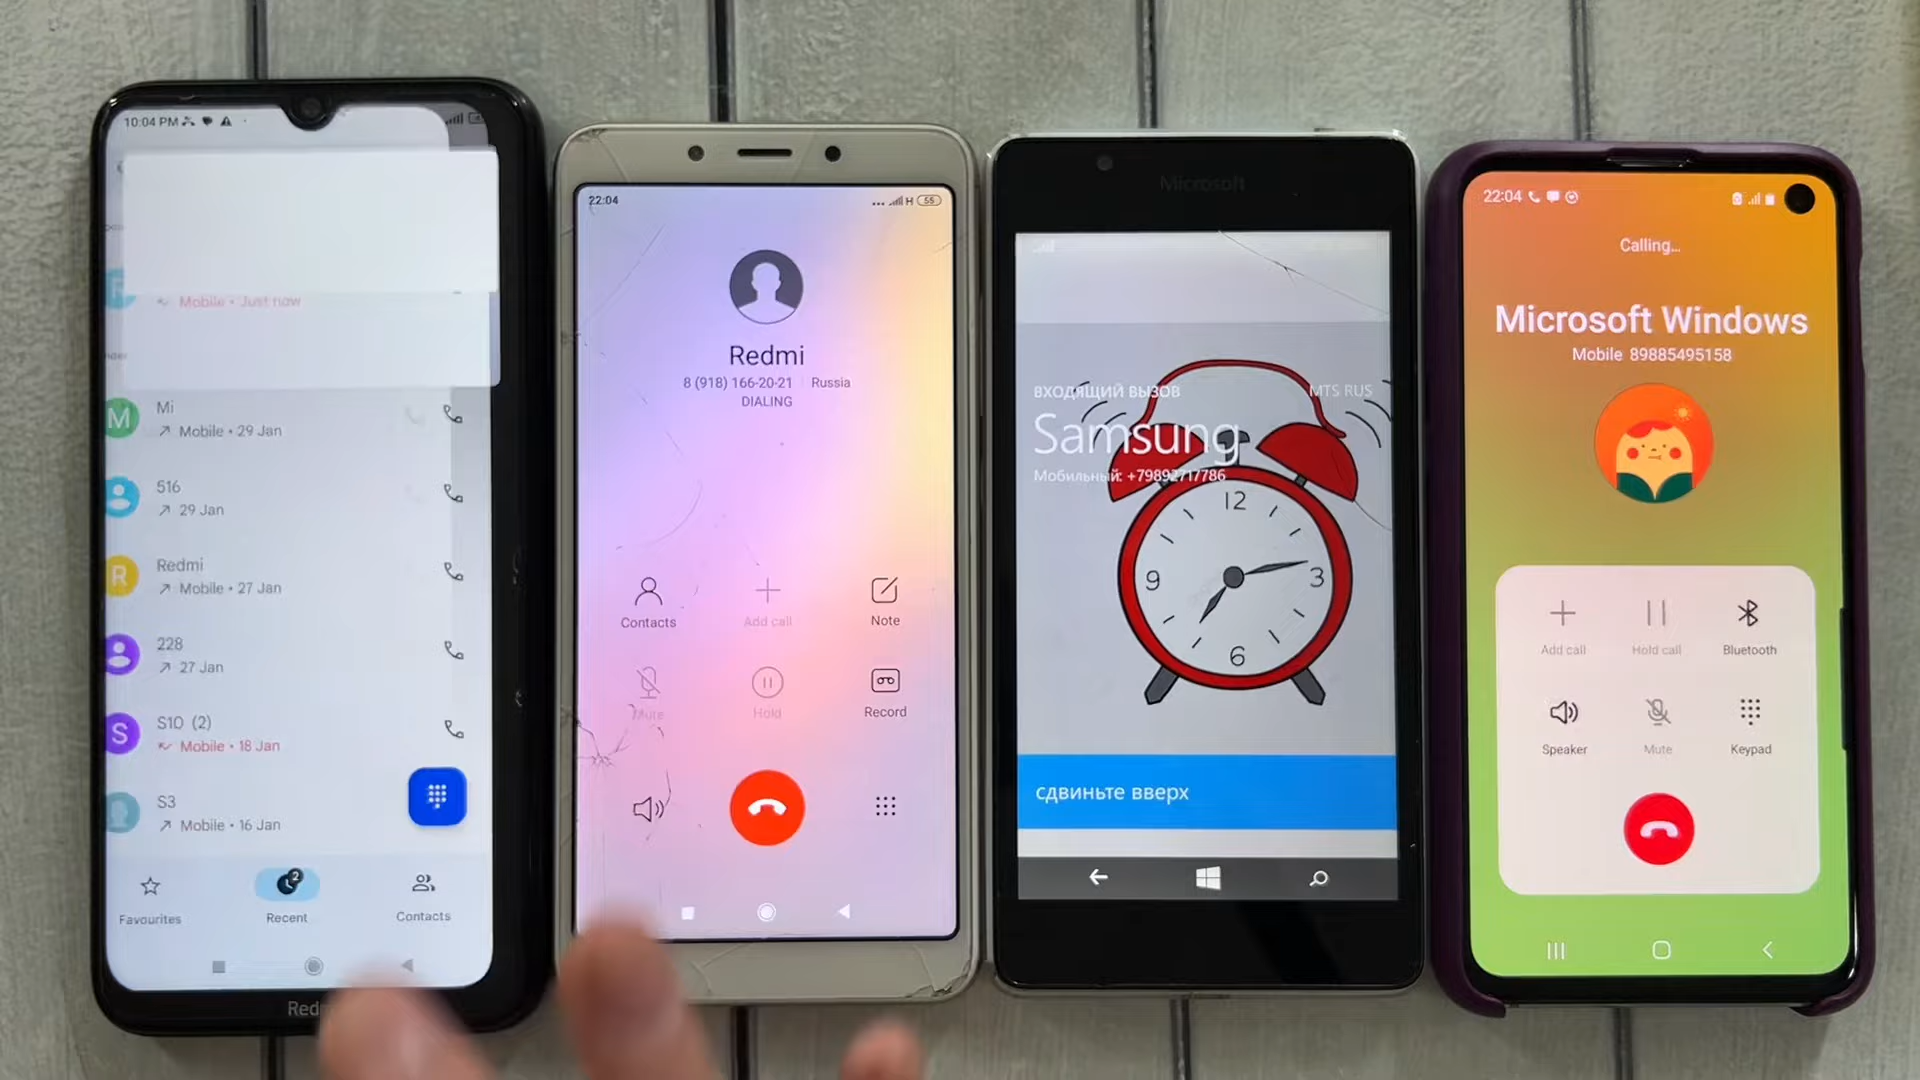 10:04 PM
Mobile • Just now
Mi
Mobile • 29 Jan
516
29 Jan
Redmi
Mobile • 27 Jan
228
27 Jan
S10 (2)
Mobile • 18 Jan
S3
Mobile • 16 Jan
M
R
S
2
Favourites
Recent
Contacts
22:04
H
55
Redmi
8 (918) 166-20-21
Russia
DIALING
Contacts
Add call
Note
Mute
Hold
Record
Microsoft
ВХОДЯЩИЙ ВЫЗОВ
MTS RUS
Samsung
Мобильный: +79892717786
12
3
6
9
сдвиньте вверх
22:04
Calling...
Microsoft Windows
Mobile 89885495158
Add call
Hold call
Bluetooth
Speaker
Mute
Keypad